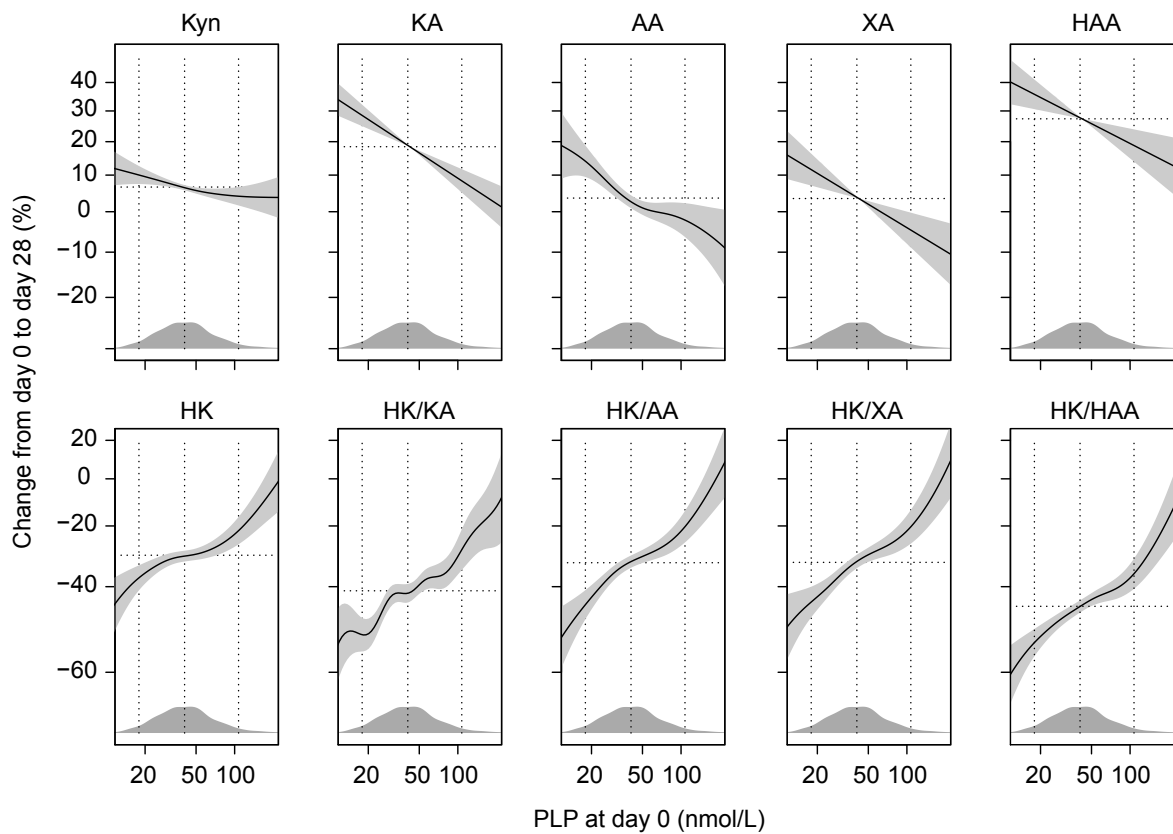 Kyn KA AA XA HAA
40
30
20
10
0
−10
−20
HK HK/KA HK/AA HK/XA HK/HAA
20
0
−20
−40
−60
20 50 100 20 50 100 20 50 100 20 50 100 20 50 100
Change from day 0 to day 28 (%)
PLP at day 0 (nmol/L)